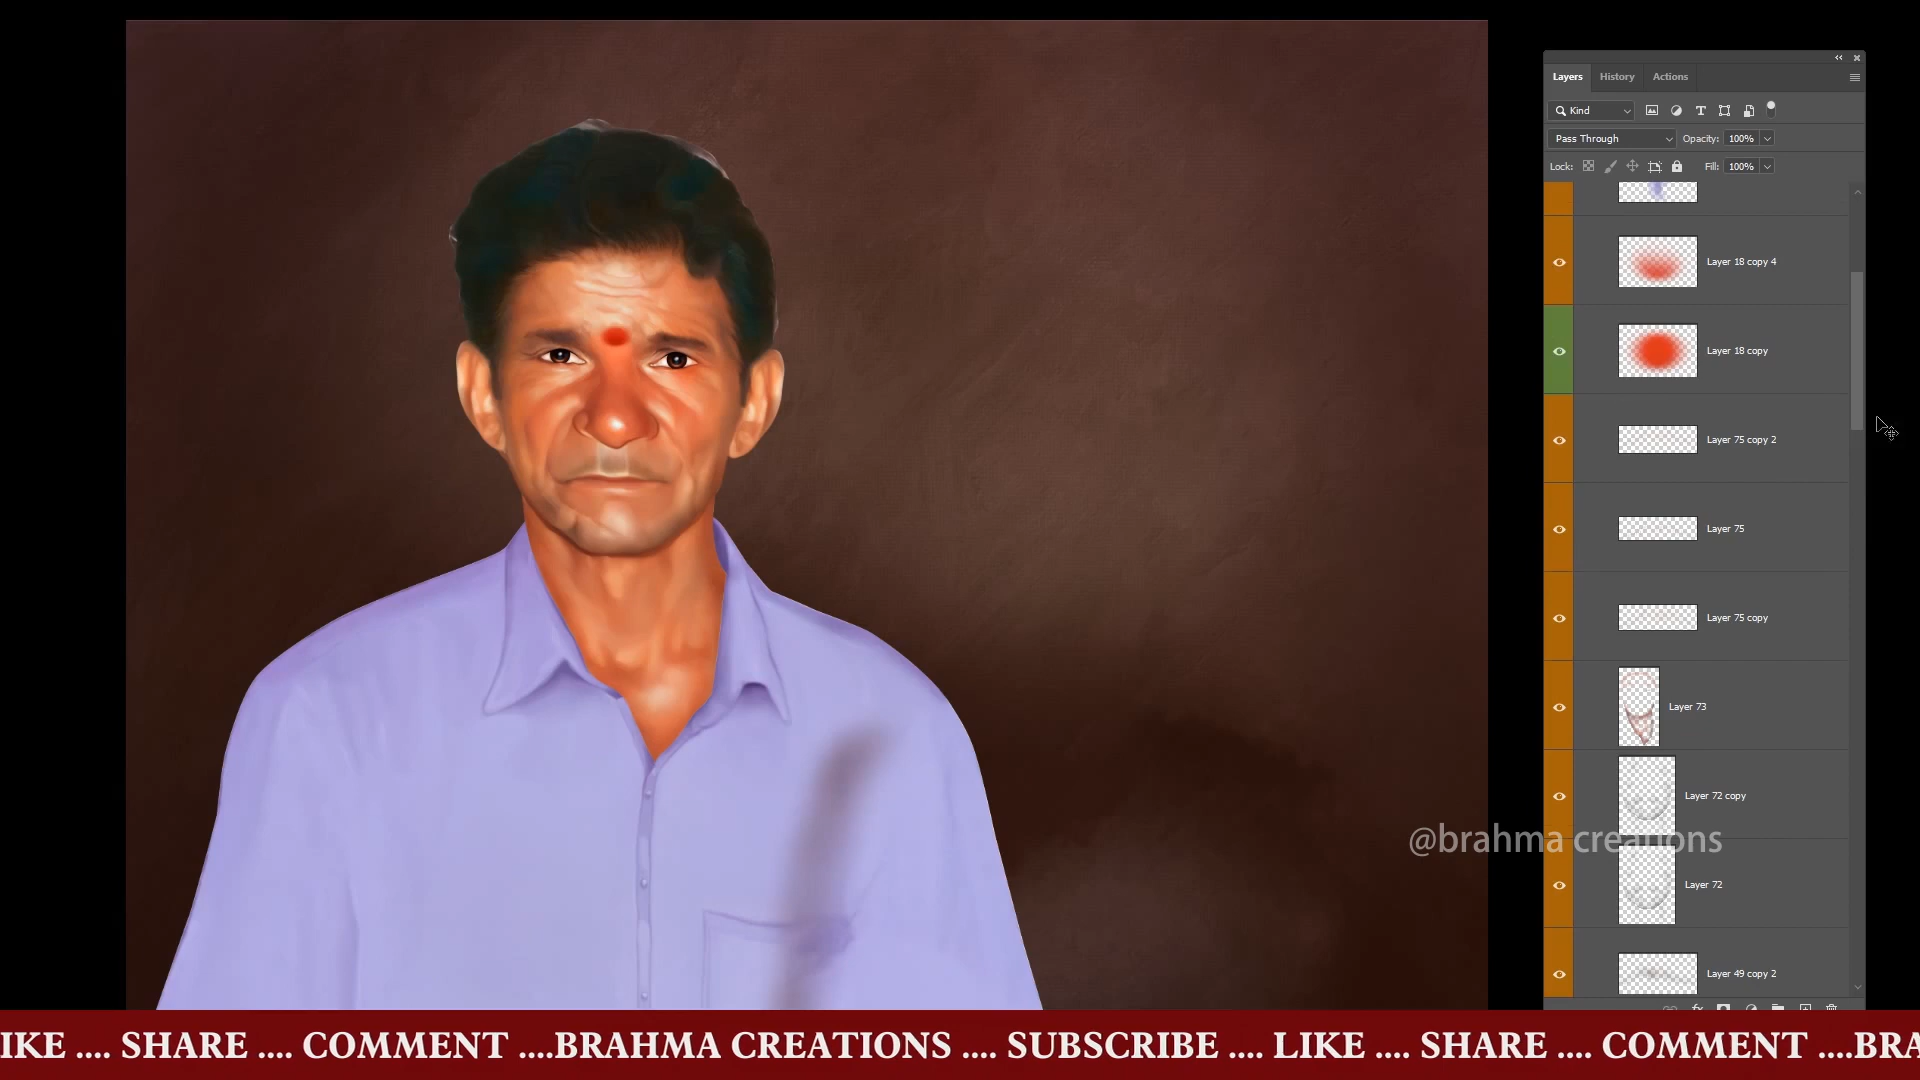 Layers History Actions
Kind
Pass Through Opacity: 100%
Lock: Fill: 100%
Layer 18 copy 4
Layer 18 copy
Layer 75 copy 2
Layer 75
Layer 75 copy
Layer 73
Layer 72 copy
@brahma creations
Layer 72
Layer 49 copy 2
IKE .... SHARE .... COMMENT ....BRAHMA CREATIONS .... SUBSCRIBE .... LIKE .... SHARE .... COMMENT ....BRA